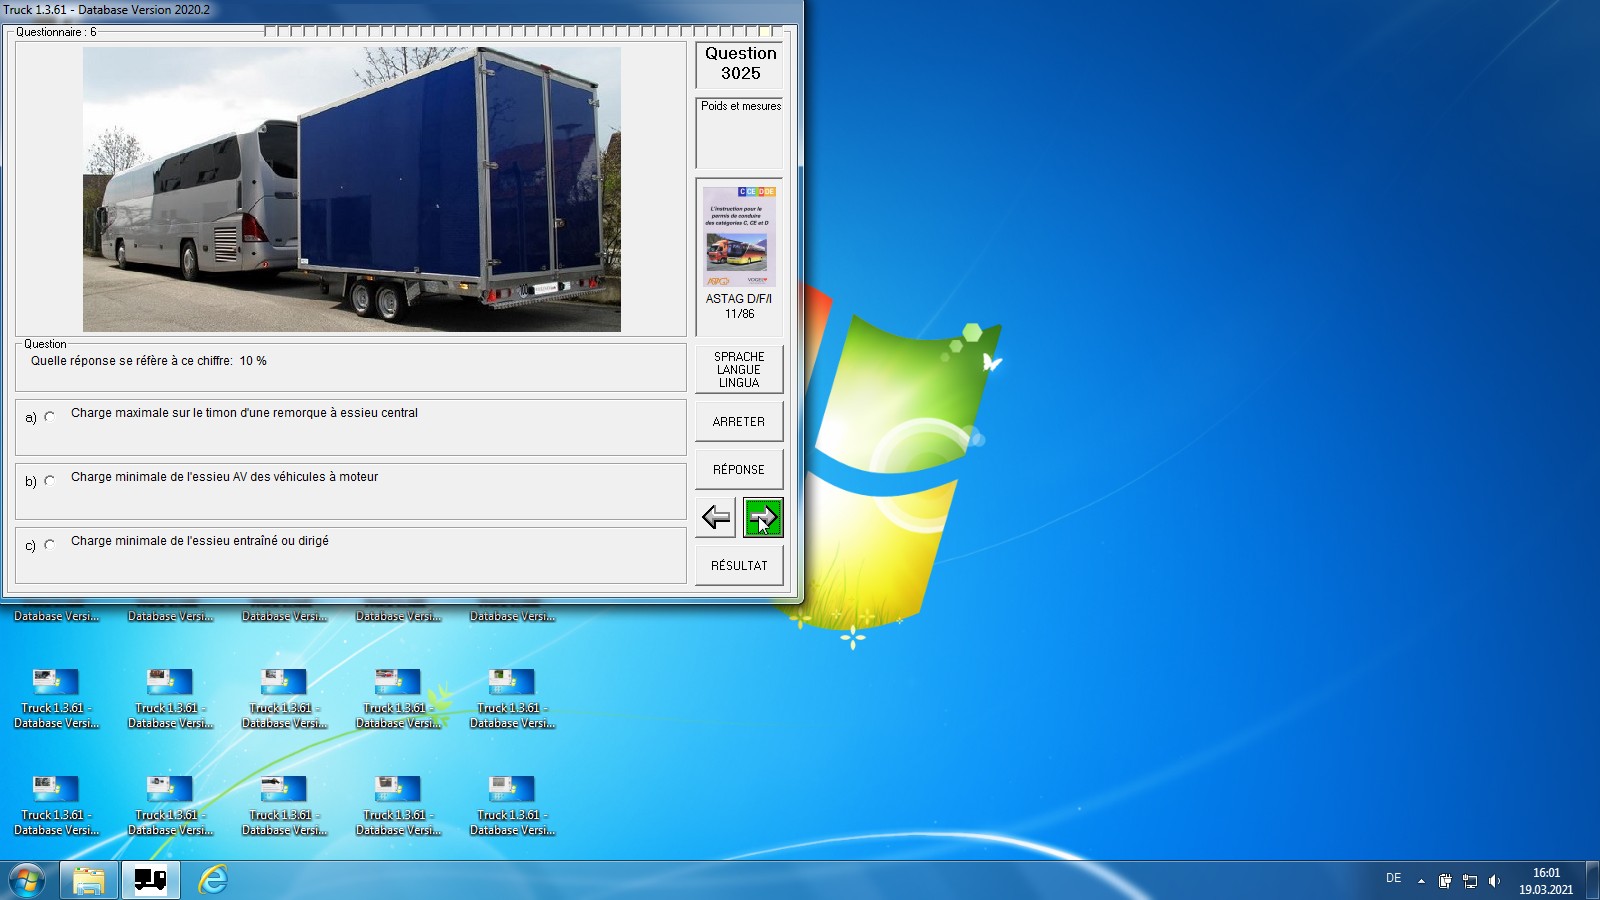 Truck 1.3.61 - Database Version 2020.2
Questionnaire : 6
Question
3025
Poids et mesures
C CE D DE
L'instruction pour le
permis de conduire
des catégories C, CE et D
ASTAG D/F/I
11/86
Question
Quelle réponse se réfère à ce chiffre: 10 %
SPRACHE
LANGUE
LINGUA
a) Charge maximale sur le timon d'une remorque à essieu central
ARRETER
b) Charge minimale de l'essieu AV des véhicules à moteur
RÉPONSE
c) Charge minimale de l'essieu entraîné ou dirigé
RÉSULTAT
Database Versi... Database Versi... Database Versi... Database Versi... Database Versi...
Truck 1.3.61 - Truck 1.3.61 - Truck 1.3.61 - Truck 1.3.61 - Truck 1.3.61 -
Database Versi... Database Versi... Database Versi... Database Versi... Database Versi...
Truck 1.3.61 - Truck 1.3.61 - Truck 1.3.61 - Truck 1.3.61 - Truck 1.3.61 -
Database Versi... Database Versi... Database Versi... Database Versi... Database Versi...
DE
16:01
19.03.2021